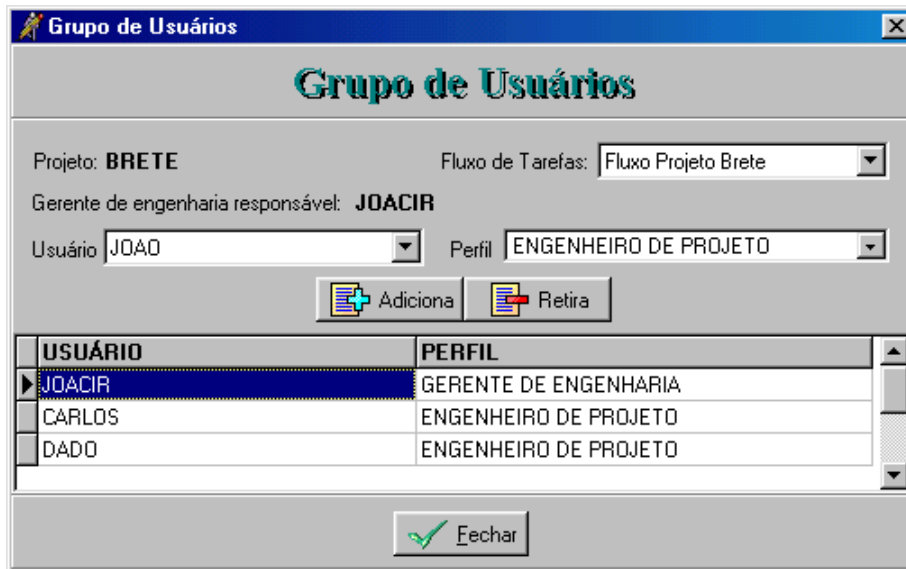 Grupo de Usuários
Grupo de Usuários
Projeto: BRETE Fluxo de Tarefas: Fluxo Projeto Brete
Gerente de engenharia responsável: JOACIR
Usuário JOAO Perfil ENGENHEIRO DE PROJETO
Adiciona Retira
USUÁRIO PERFIL
JOACIR GERENTE DE ENGENHARIA
CARLOS ENGENHEIRO DE PROJETO
DADO ENGENHEIRO DE PROJETO
Fechar